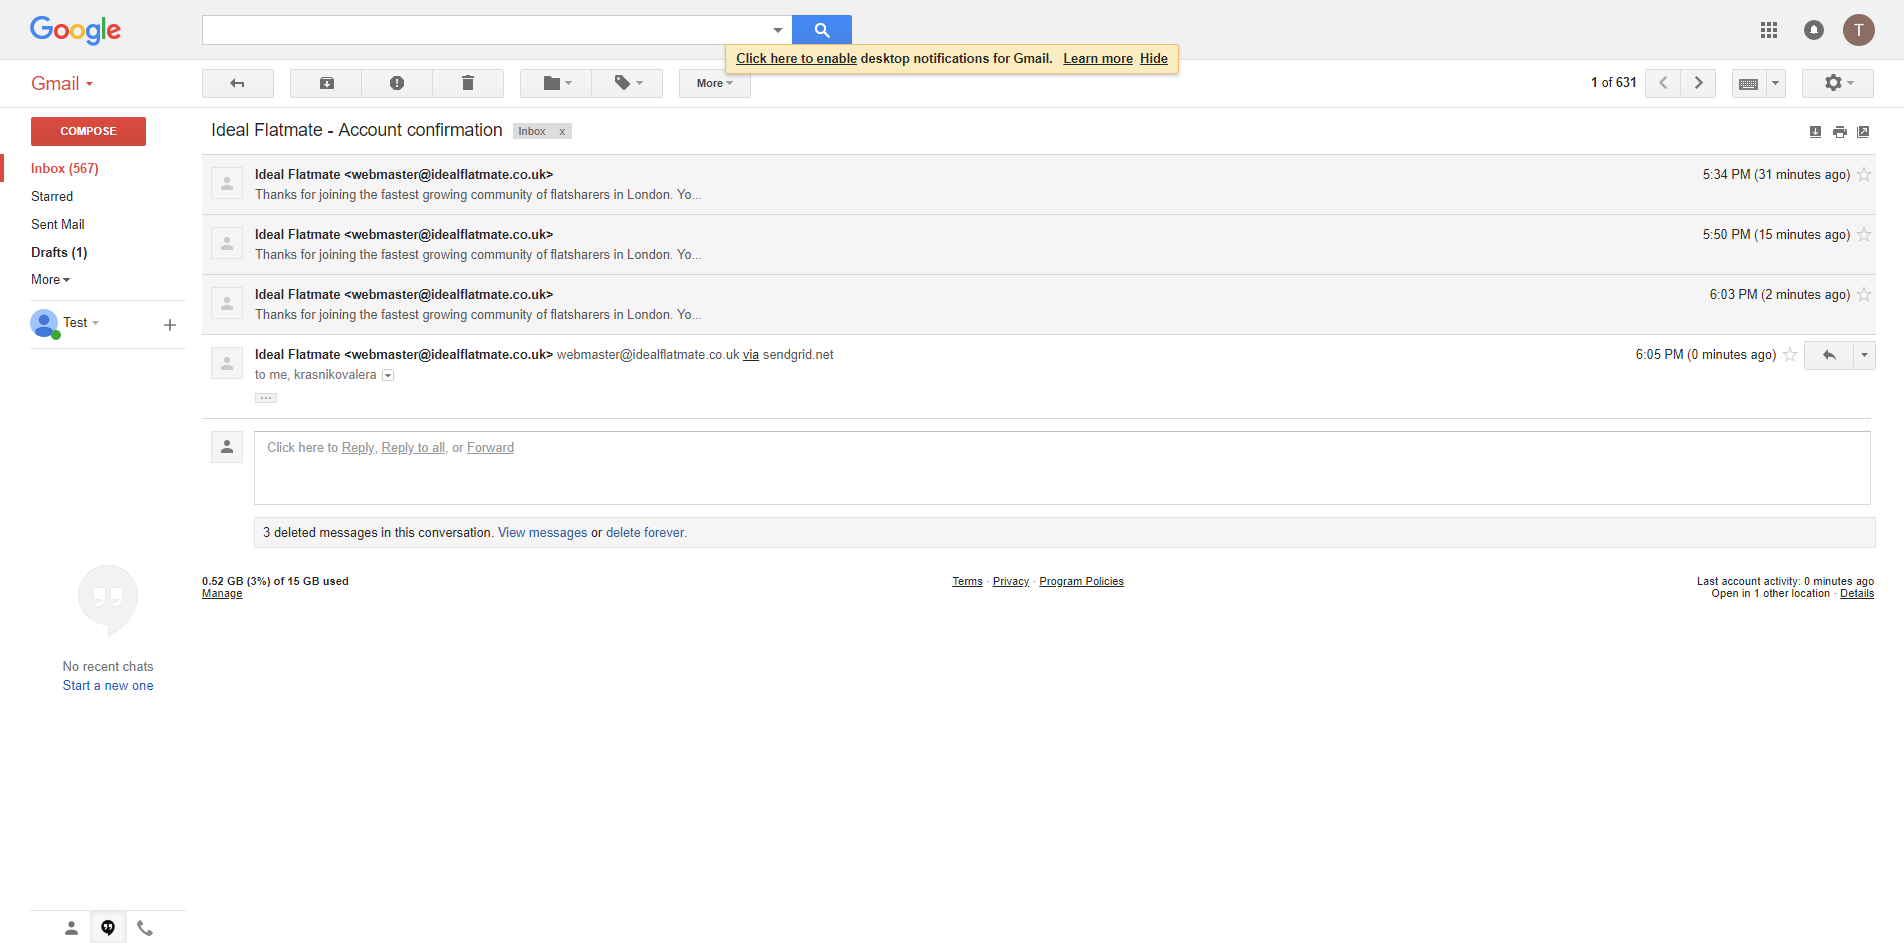 Google
T
Click here to enable desktop notifications for Gmail. Learn more Hide
Gmail
More
1 of 631
COMPOSE
Ideal Flatmate - Account confirmation Inbox x
Inbox (567)
Starred
Sent Mail
Drafts (1)
More
Test
Ideal Flatmate <webmaster@idealflatmate.co.uk> 5:34 PM (31 minutes ago)
Thanks for joining the fastest growing community of flatsharers in London. Yo...
Ideal Flatmate <webmaster@idealflatmate.co.uk> 5:50 PM (15 minutes ago)
Thanks for joining the fastest growing community of flatsharers in London. Yo...
Ideal Flatmate <webmaster@idealflatmate.co.uk> 6:03 PM (2 minutes ago)
Thanks for joining the fastest growing community of flatsharers in London. Yo...
Ideal Flatmate <webmaster@idealflatmate.co.uk> webmaster@idealflatmate.co.uk via sendgrid.net 6:05 PM (0 minutes ago)
to me, krasnikovalera
Click here to Reply, Reply to all, or Forward
3 deleted messages in this conversation. View messages or delete forever.
0.52 GB (3%) of 15 GB used
Manage
Terms · Privacy · Program Policies
Last account activity: 0 minutes ago
Open in 1 other location · Details
No recent chats
Start a new one